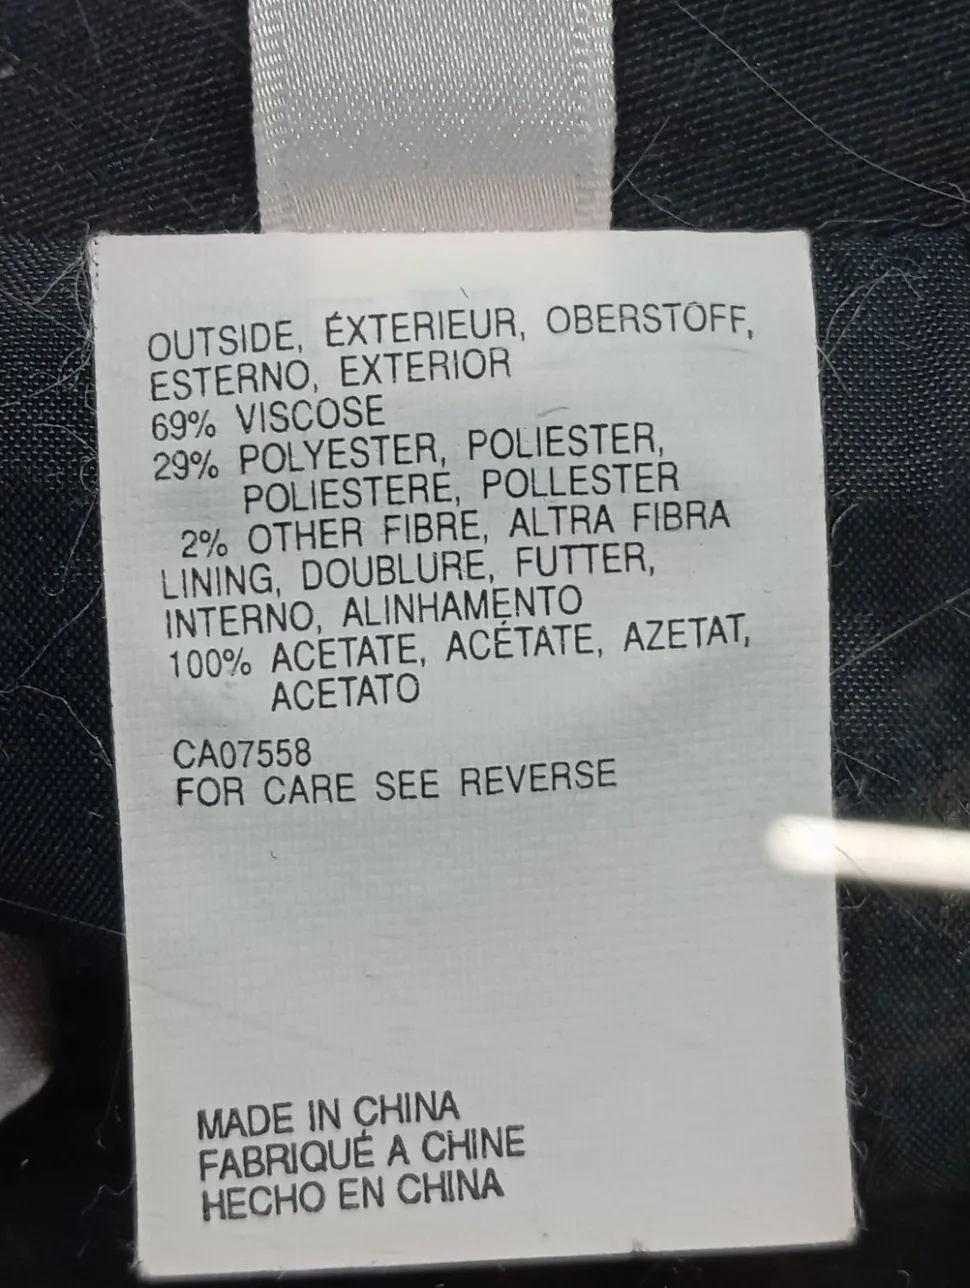 OUTSIDE, ÉXTERIEUR, OBERSTOFF,
ESTERNO, EXTERIOR
69% VISCOSE
29% POLYESTER, POLIESTER,
POLIESTERE, POLLESTER
2% OTHER FIBRE, ALTRA FIBRA
LINING, DOUBLURE, FUTTER,
INTERNO, ALINHAMENTO
100% ACETATE, ACÉTATE, AZETAT,
ACETATO
CA07558
FOR CARE SEE REVERSE
MADE IN CHINA
FABRIQUÉ A CHINE
HECHO EN CHINA